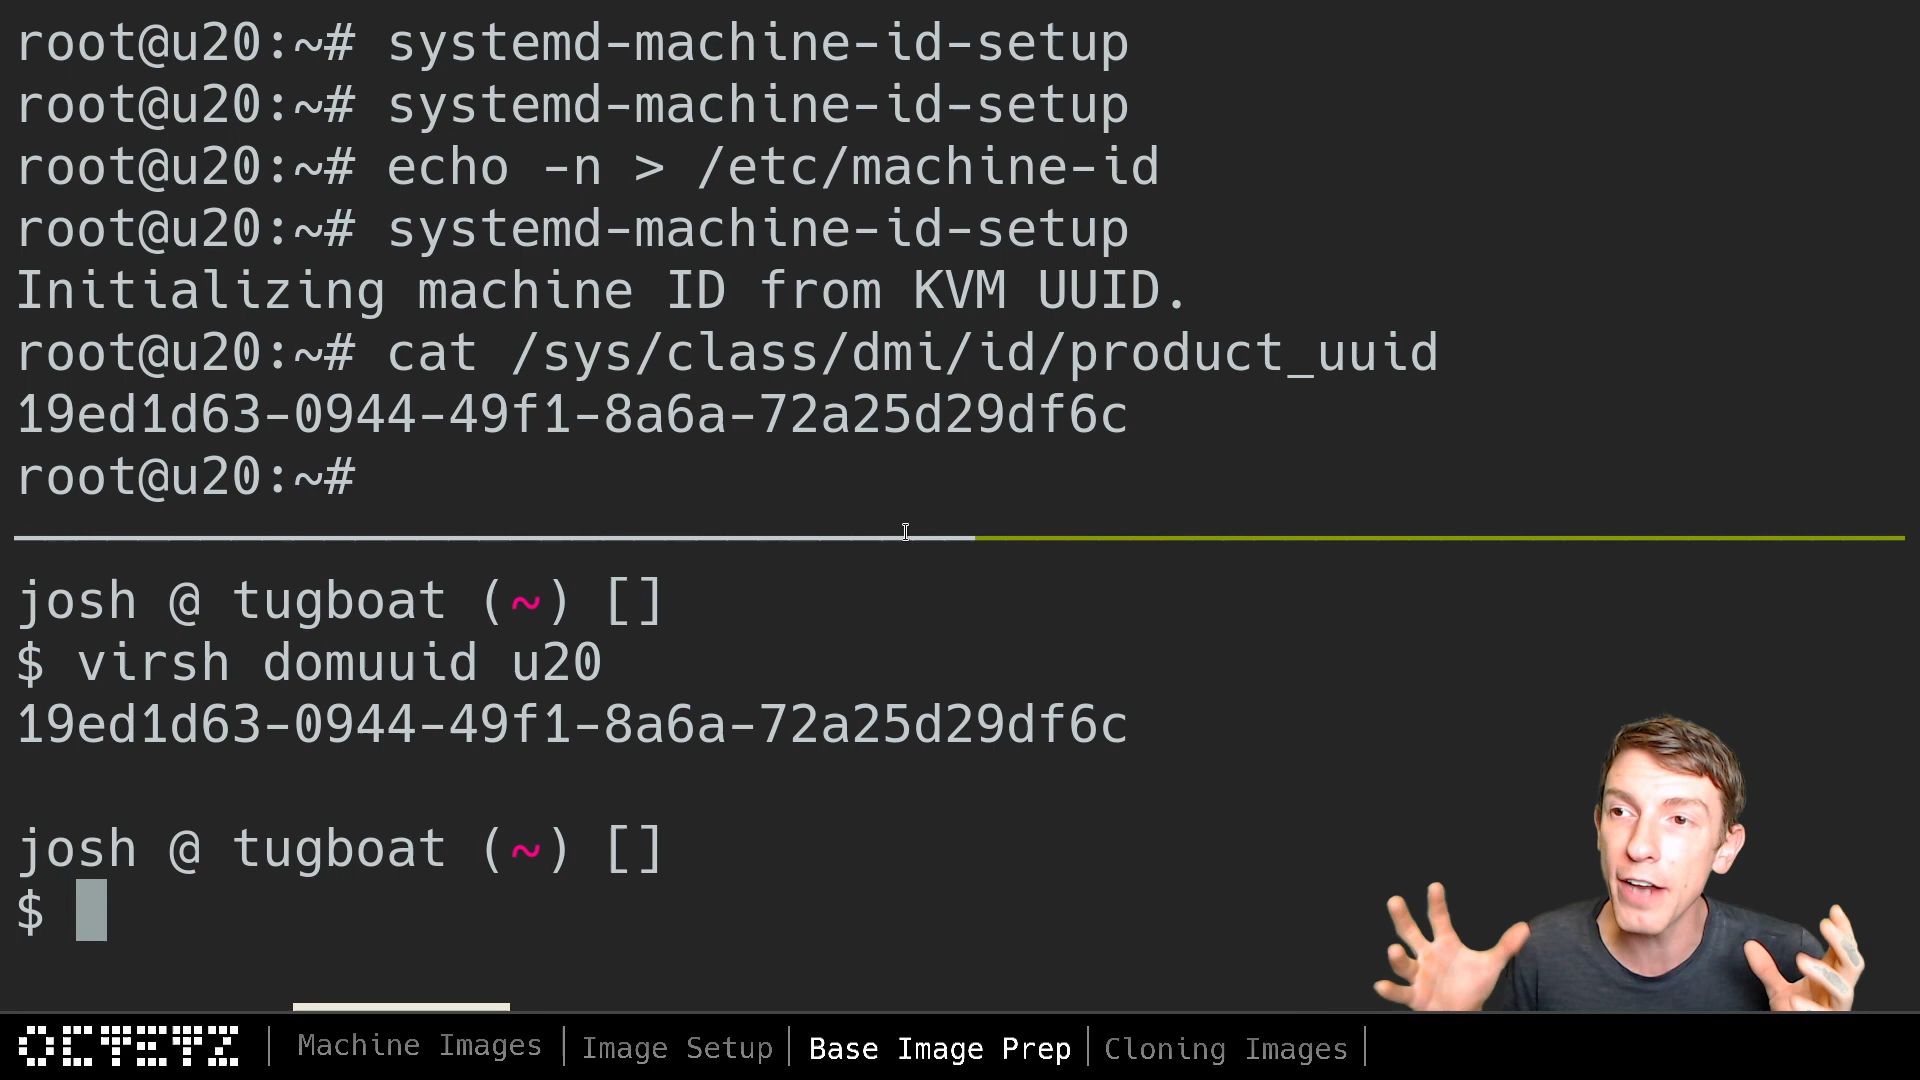 root@u20:~# systemd-machine-id-setup
root@u20:~# systemd-machine-id-setup
root@u20:~# echo -n > /etc/machine-id
root@u20:~# systemd-machine-id-setup
Initializing machine ID from KVM UUID.
root@u20:~# cat /sys/class/dmi/id/product_uuid
19ed1d63-0944-49f1-8a6a-72a25d29df6c
root@u20:~#
josh @ tugboat (~) []
$ virsh domuuid u20
19ed1d63-0944-49f1-8a6a-72a25d29df6c
josh @ tugboat (~) []
$
OCTETZ | Machine Images | Image Setup | Base Image Prep | Cloning Images |